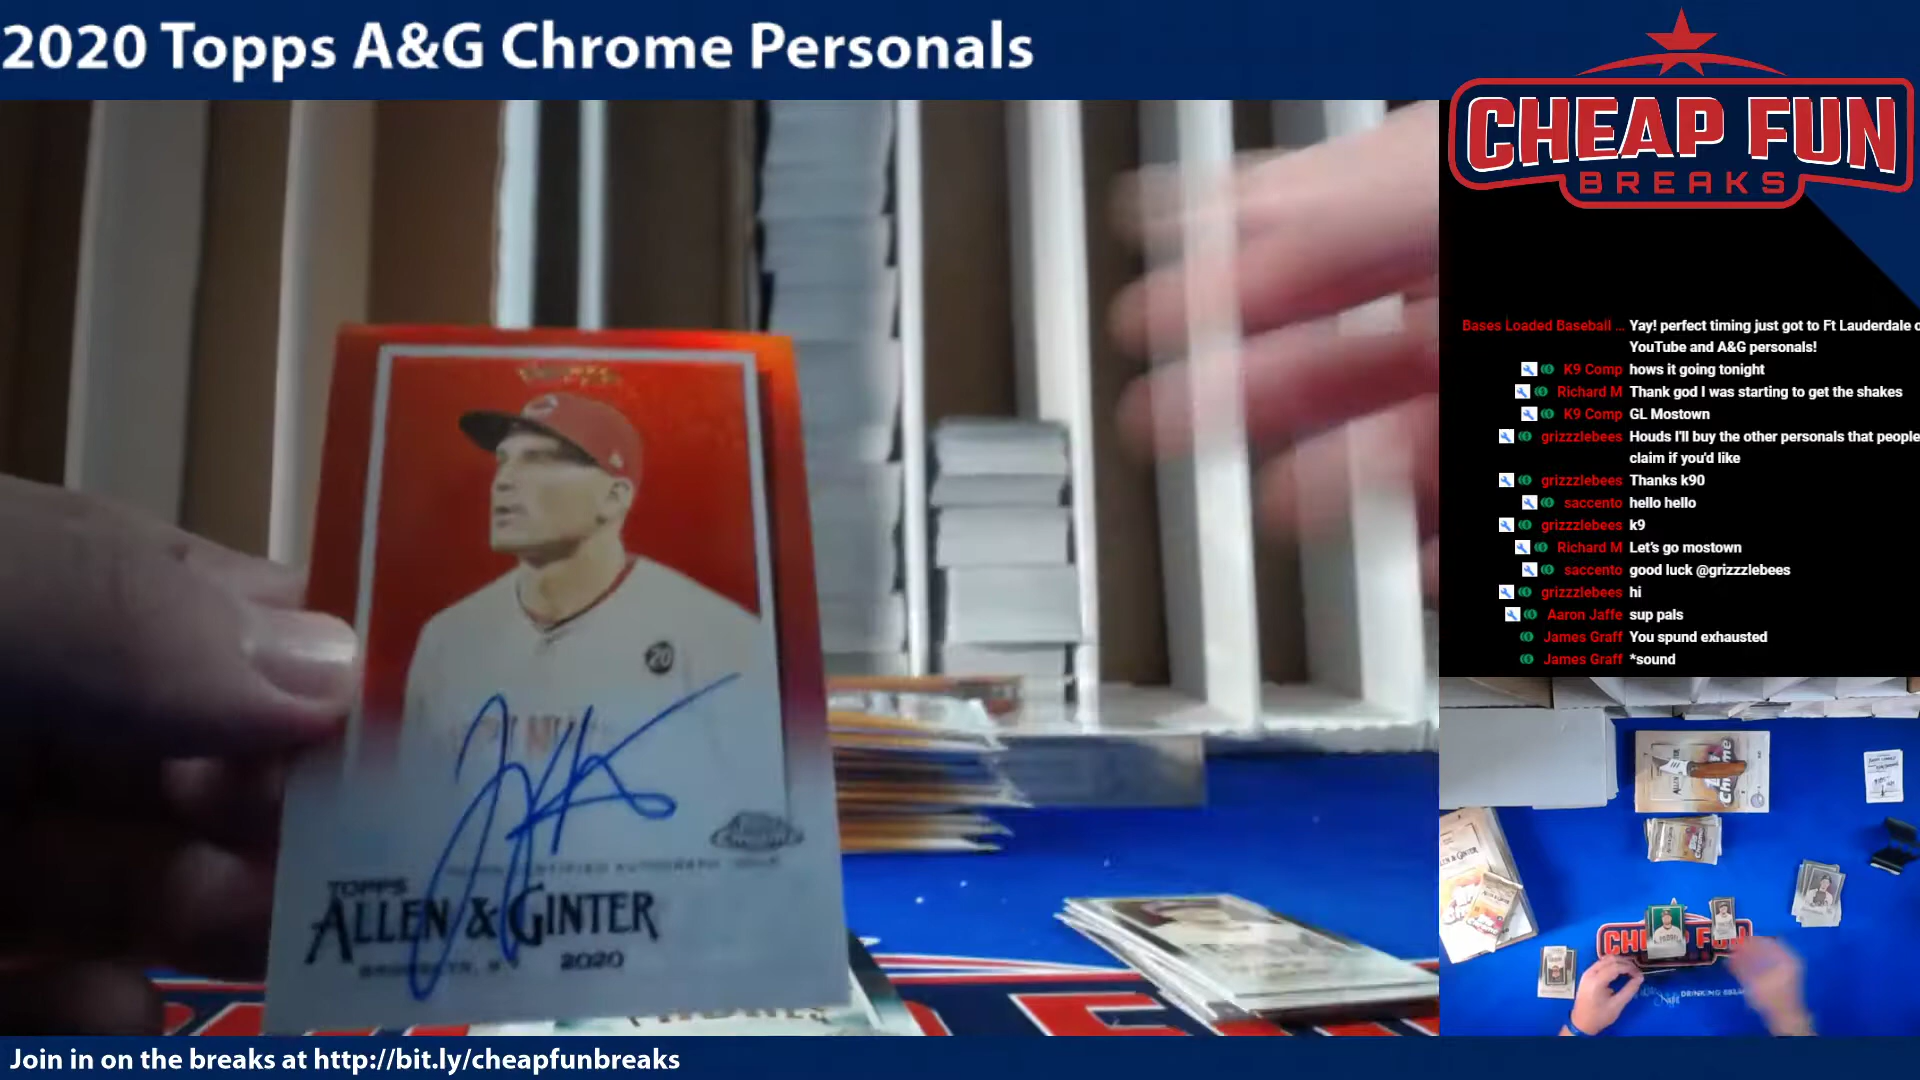 2020 Topps A&G Chrome Personals
CHEAP FUN
BREAKS
Bases Loaded Baseball ... Yay! perfect timing just got to Ft Lauderdale
YouTube and A&G personals!
K9 Comp hows it going tonight
Richard M Thank god I was starting to get the shakes
K9 Comp GL Mostown
grizzzlebees Houds I'll buy the other personals that people
claim if you'd like
grizzzlebees Thanks k90
saccento hello hello
grizzzlebees k9
Richard M Let's go mostown
saccento good luck @grizzzlebees
grizzzlebees hi
Aaron Jaffe sup pals
James Graff You spund exhausted
James Graff *sound
20
TOPPS
ALLEN & GINTER
2020
Join in on the breaks at http://bit.ly/cheapfunbreaks